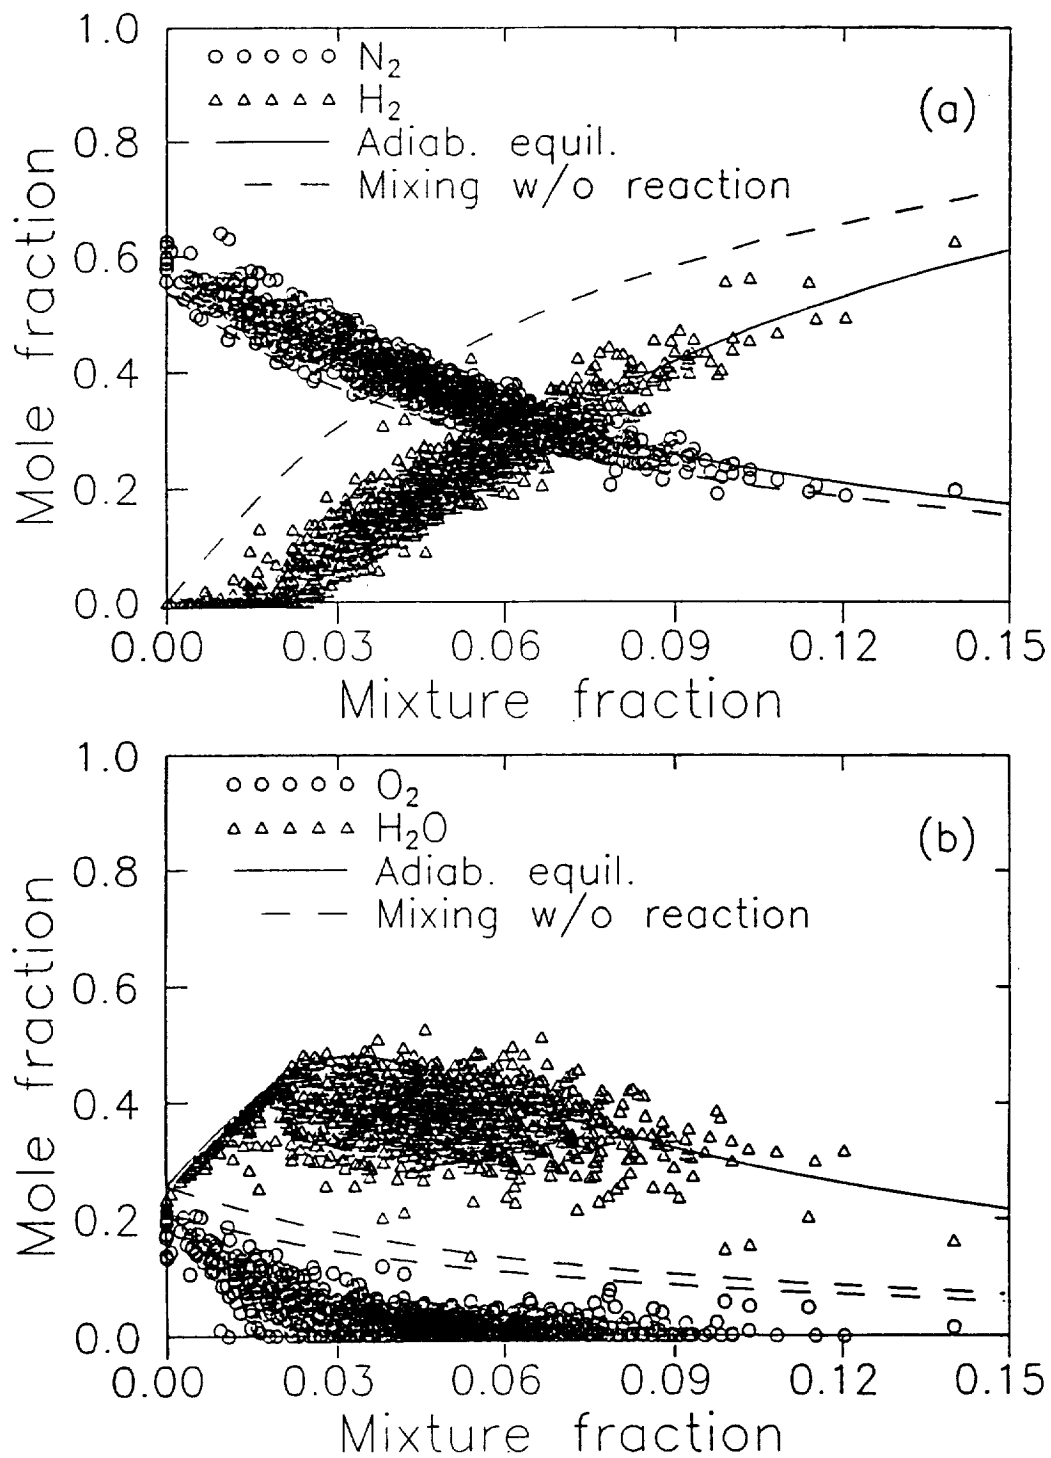 1.0
N₂
H₂
(a)
0.8
Adiab. equil.
Mixing w/o reaction
0.6
0.4
0.2
0.0
Mole fraction
0.00 0.03 0.06 0.09 0.12 0.15
Mixture fraction
1.0
O₂
H₂O
(b)
0.8
Adiab. equil.
Mixing w/o reaction
0.6
0.4
0.2
0.0
Mole fraction
0.00 0.03 0.06 0.09 0.12 0.15
Mixture fraction